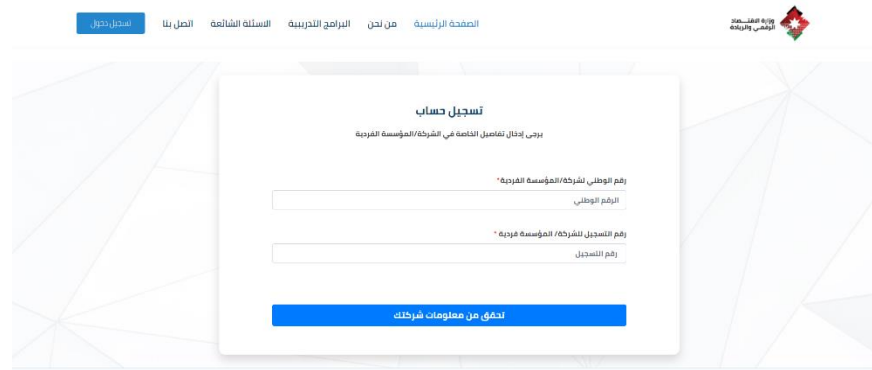 وزارة الاقتـــصاد
الرقمـي والريادة
الصفحة الرئيسية
من نحن
البرامج التدريبية
الاسئلة الشائعة
اتصل بنا
تسجيل دخول
تسجيل حساب
يرجى إدخال تفاصيل الخاصة في الشركة/المؤسسة الفردية
رقم الوطني لشركة/المؤسسة الفردية *
الرقم الوطني
رقم التسجيل للشركة/ المؤسسة فردية *
رقم التسجيل
تحقق من معلومات شركتك